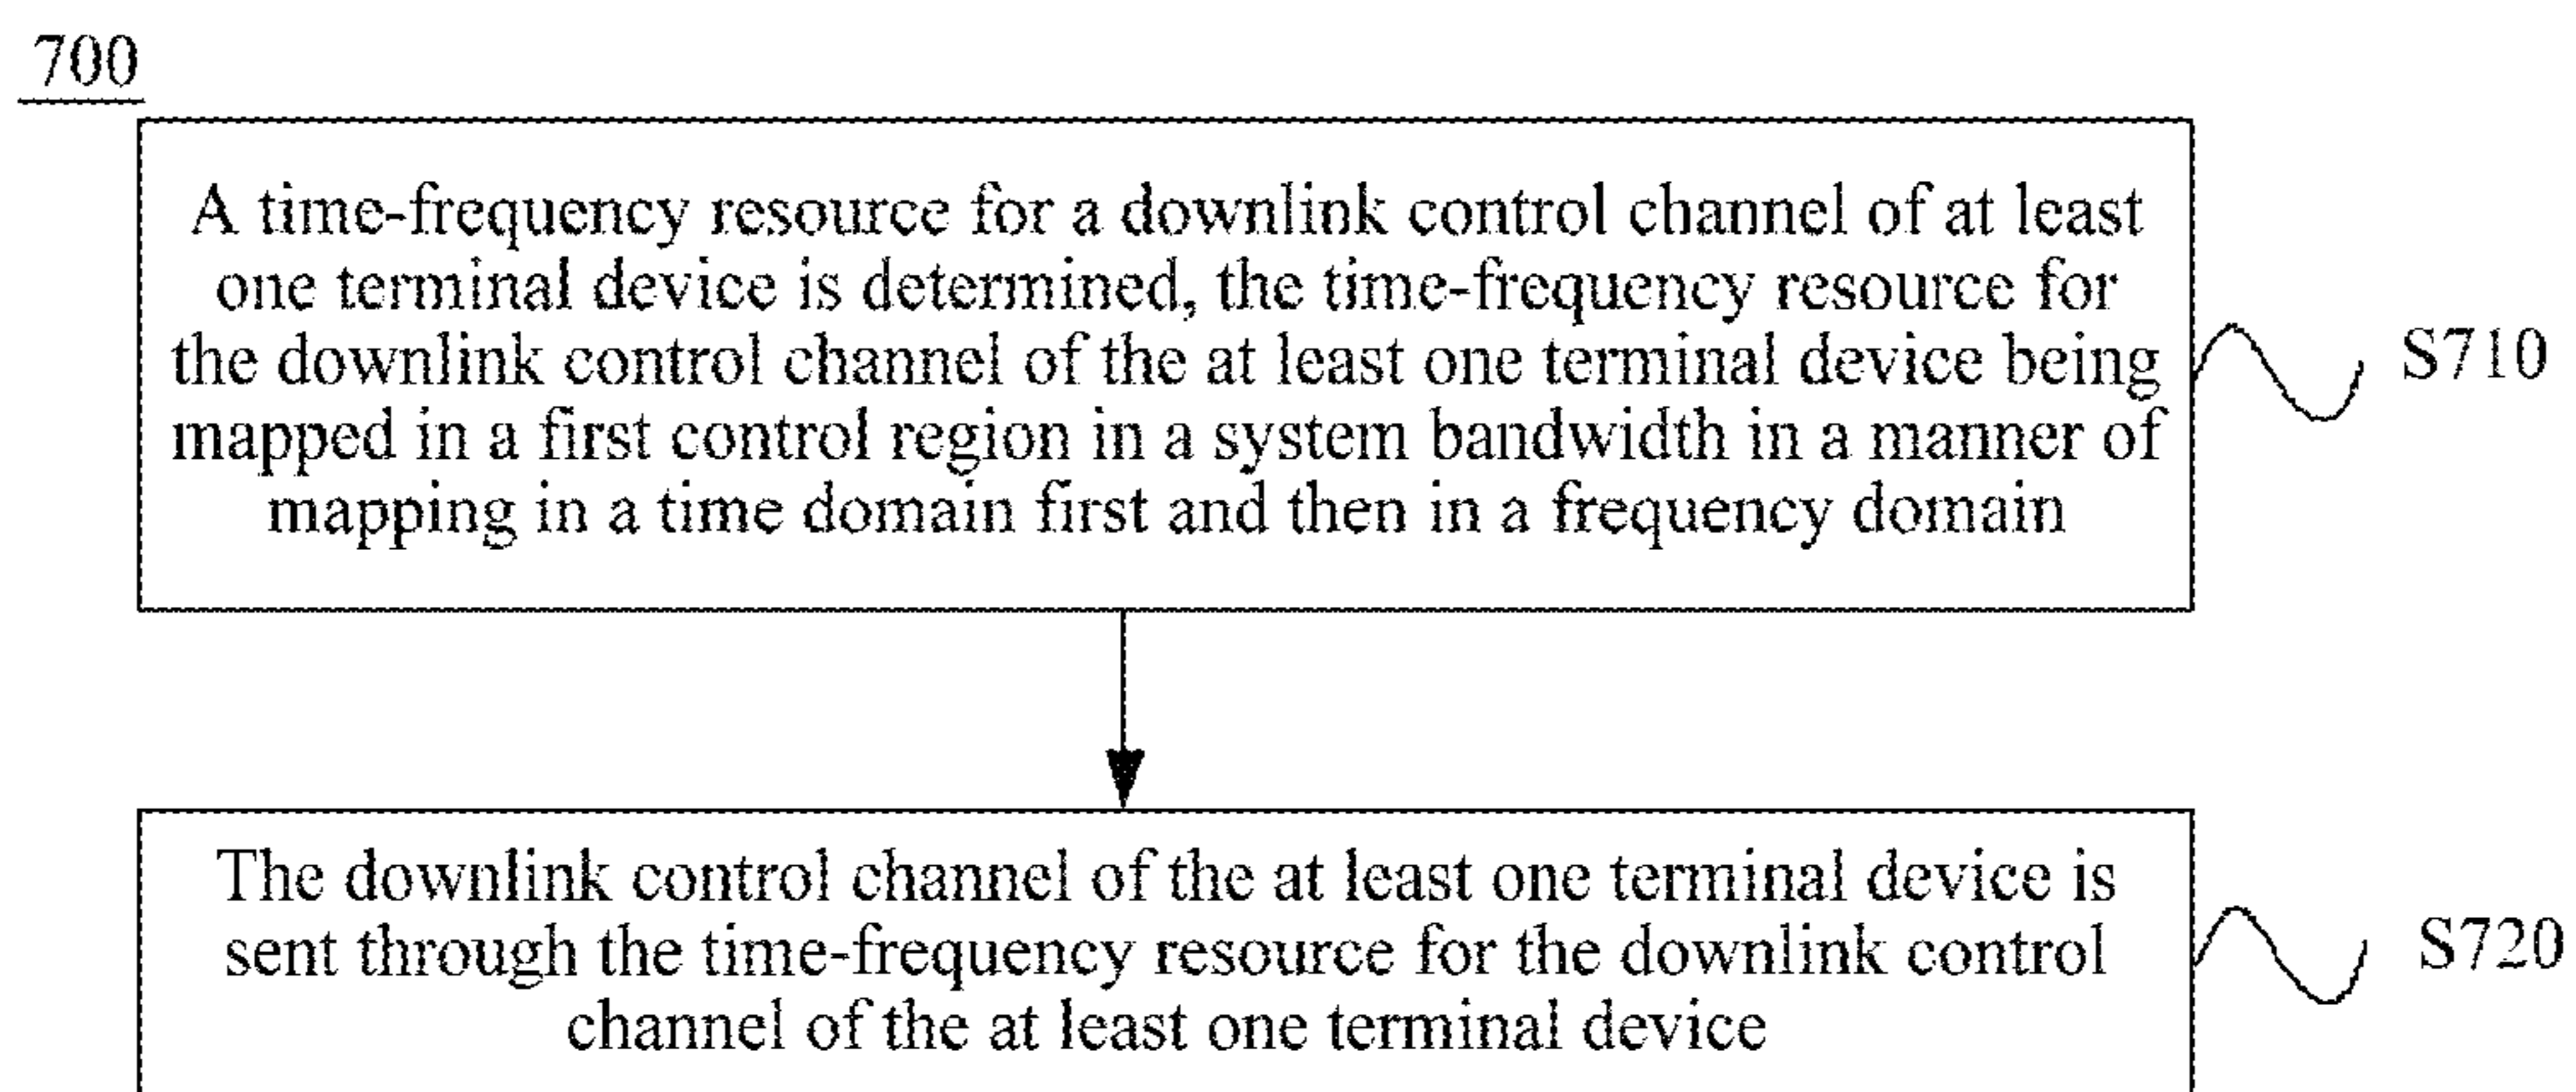 700
A time-frequency resource for a downlink control channel of at least
one terminal device is determined, the time-frequency resource for
the downlink control channel of the at least one terminal device being
mapped in a first control region in a system bandwidth in a manner of
mapping in a time domain first and then in a frequency domain
S710
The downlink control channel of the at least one terminal device is
sent through the time-frequency resource for the downlink control
channel of the at least one terminal device
S720